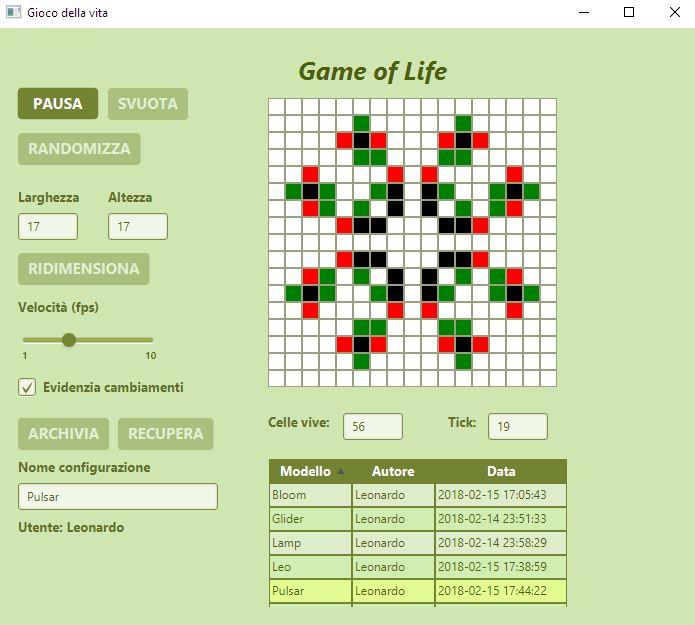 Gioco della vita
Game of Life
PAUSA SVUOTA
RANDOMIZZA
Larghezza Altezza
17 17
RIDIMENSIONA
Velocità (fps)
1 10
Evidenzia cambiamenti
ARCHIVIA RECUPERA
Nome configurazione
Pulsar
Utente: Leonardo
Celle vive: 56 Tick: 19
Modello Autore Data
Bloom Leonardo 2018-02-15 17:05:43
Glider Leonardo 2018-02-14 23:51:33
Lamp Leonardo 2018-02-14 23:58:29
Leo Leonardo 2018-02-15 17:38:59
Pulsar Leonardo 2018-02-15 17:44:22